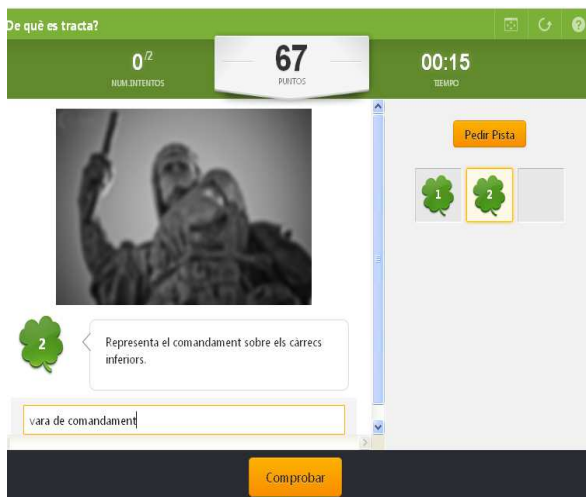 De què es tracta?
0/2
NUM.INTENTOS
67
PUNTOS
00:15
TIEMPO
Pedir Pista
1 2
2
Representa el comandament sobre els càrrecs
inferiors.
vara de comandament
Comprobar